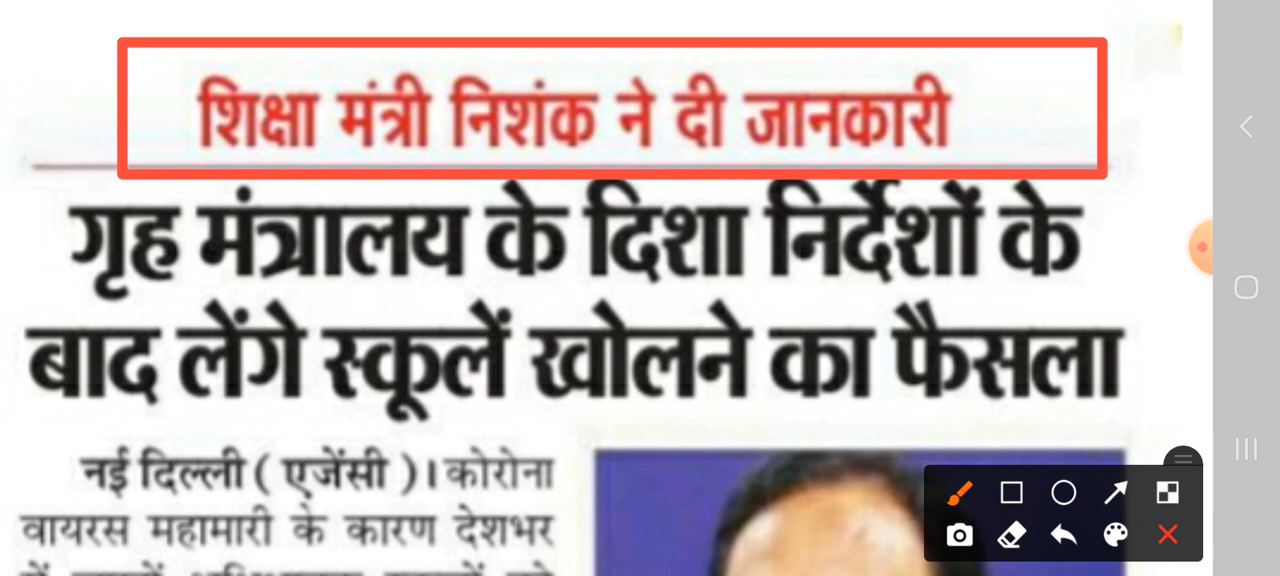 शिक्षा मंत्री निशंक ने दी जानकारी
गृह मंत्रालय के दिशा निर्देशों के
बाद लेंगे स्कूलें खोलने का फैसला
नई दिल्ली ( एजेंसी )। कोरोना
वायरस महामारी के कारण देशभर